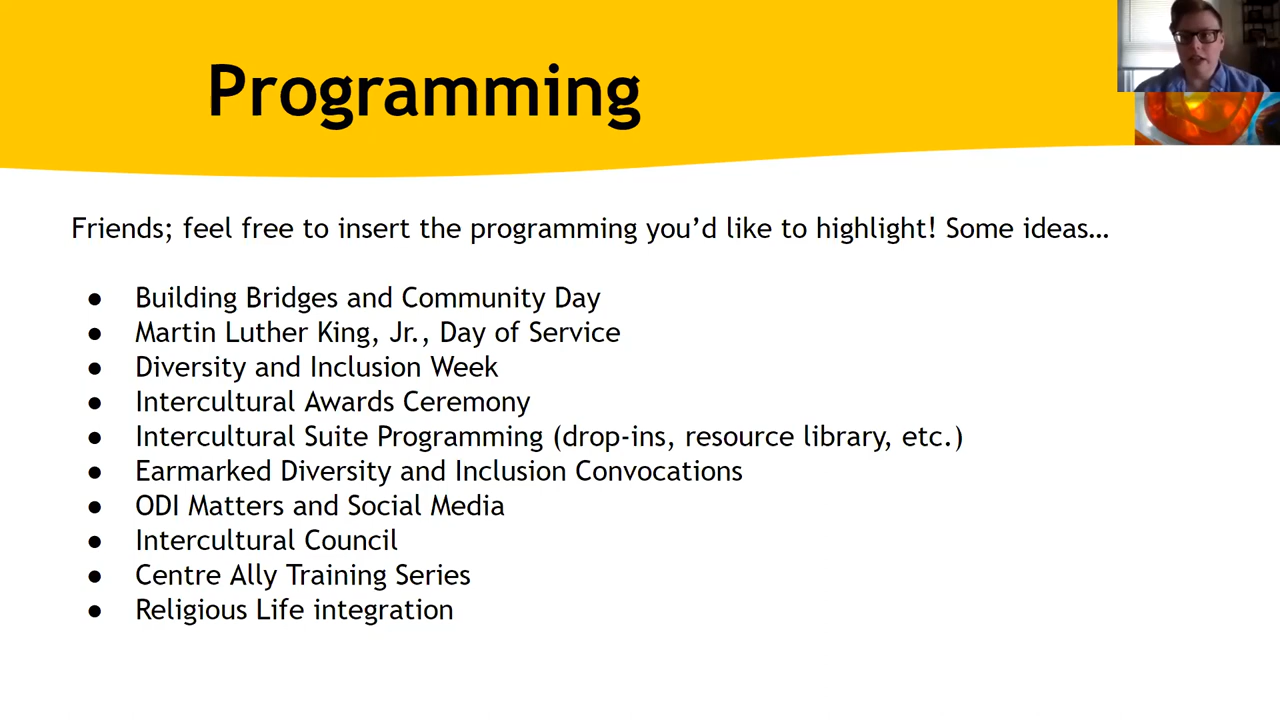 Programming
Friends; feel free to insert the programming you’d like to highlight! Some ideas…
● Building Bridges and Community Day
● Martin Luther King, Jr., Day of Service
● Diversity and Inclusion Week
● Intercultural Awards Ceremony
● Intercultural Suite Programming (drop-ins, resource library, etc.)
● Earmarked Diversity and Inclusion Convocations
● ODI Matters and Social Media
● Intercultural Council
● Centre Ally Training Series
● Religious Life integration